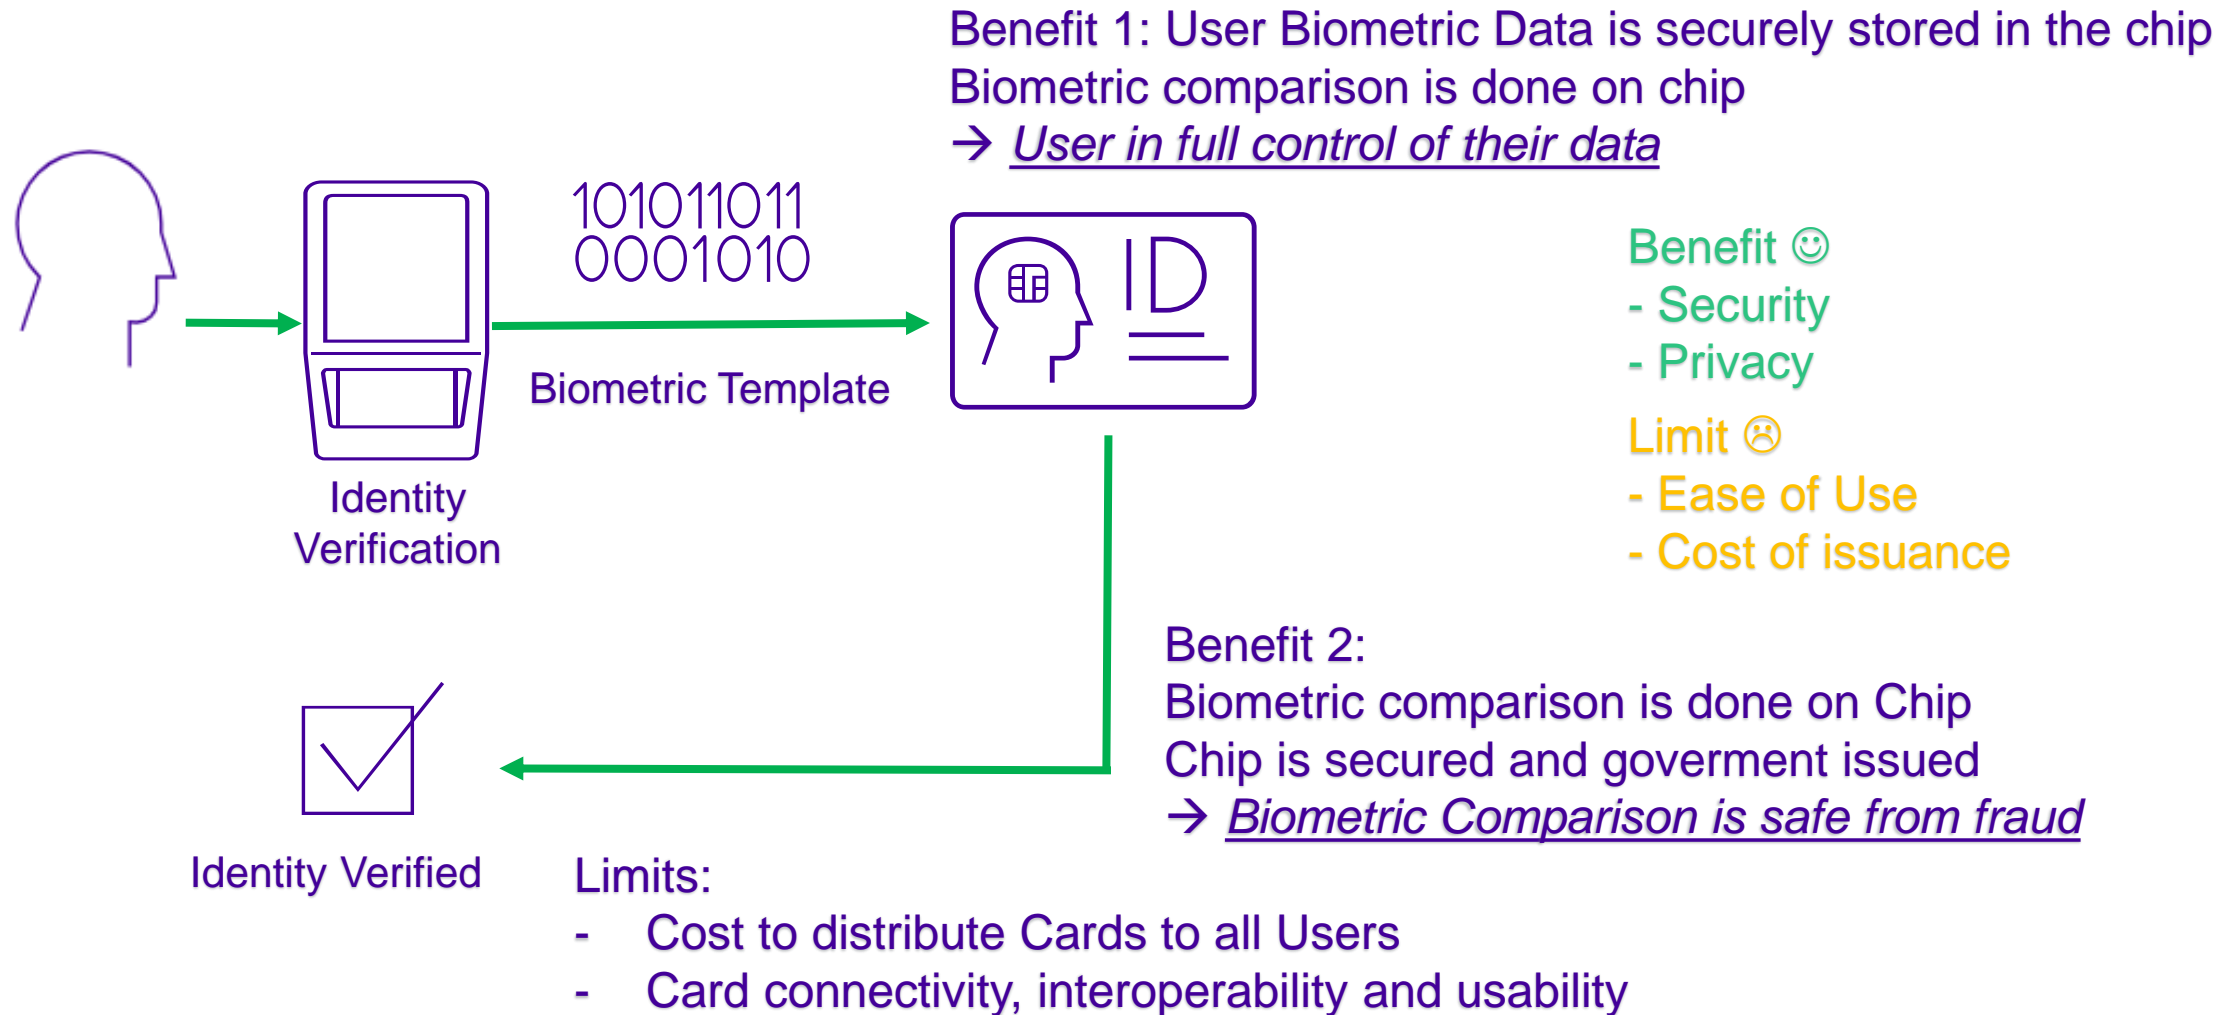 Benefit 1: User Biometric Data is securely stored in the chip
Biometric comparison is done on chip
→ User in full control of their data
101011011
0001010
Biometric Template
ID
Identity
Verification
Benefit ☺
- Security
- Privacy
Limit ☹
- Ease of Use
- Cost of issuance
Benefit 2:
Biometric comparison is done on Chip
Chip is secured and goverment issued
→ Biometric Comparison is safe from fraud
Identity Verified
Limits:
- Cost to distribute Cards to all Users
- Card connectivity, interoperability and usability